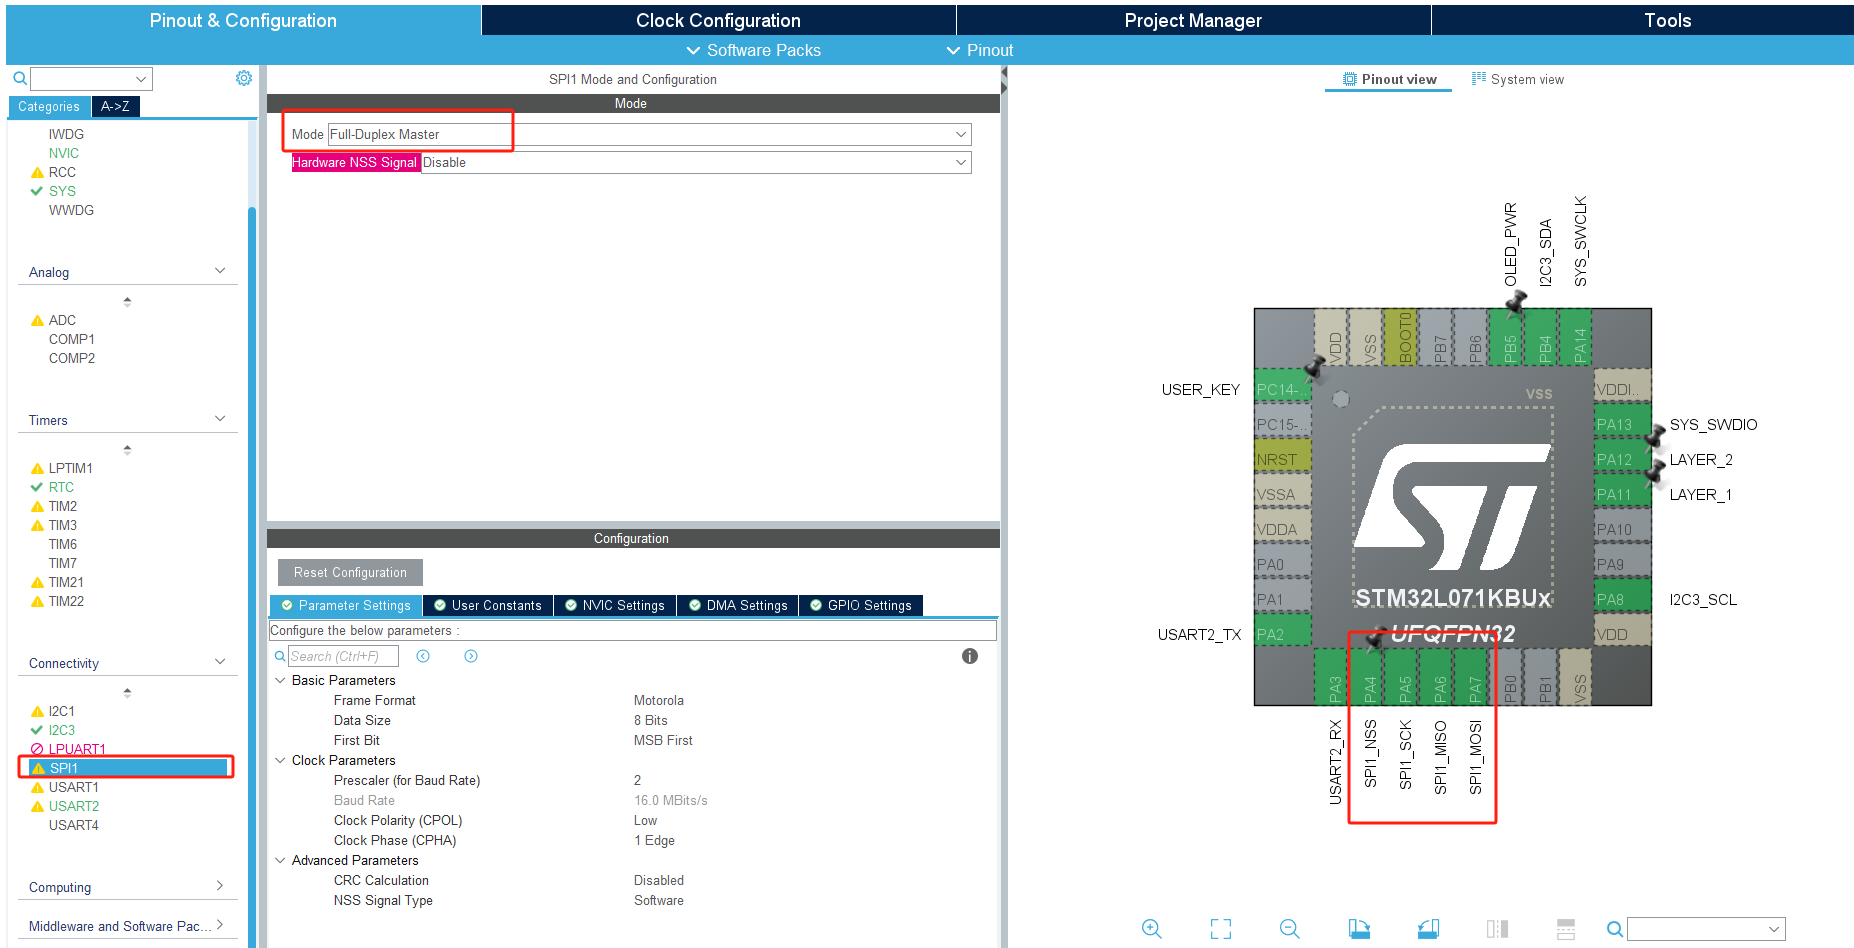 Pinout & Configuration
Clock Configuration
Project Manager
Tools
Software Packs
Pinout
Categories
A->Z
IWDG
NVIC
RCC
SYS
WWDG
Analog
ADC
COMP1
COMP2
Timers
LPTIM1
RTC
TIM2
TIM3
TIM6
TIM7
TIM21
TIM22
Connectivity
I2C1
I2C3
LPUART1
SPI1
USART1
USART2
USART4
Computing
Middleware and Software Pac...
SPI1 Mode and Configuration
Mode
Mode Full-Duplex Master
Hardware NSS Signal Disable
Configuration
Reset Configuration
Parameter Settings
User Constants
NVIC Settings
DMA Settings
GPIO Settings
Configure the below parameters :
Search (Ctrl+F)
Basic Parameters
Frame Format Motorola
Data Size 8 Bits
First Bit MSB First
Clock Parameters
Prescaler (for Baud Rate) 2
Baud Rate 16.0 MBits/s
Clock Polarity (CPOL) Low
Clock Phase (CPHA) 1 Edge
Advanced Parameters
CRC Calculation Disabled
NSS Signal Type Software
Pinout view
System view
OLED_PWR
I2C3_SDA
SYS_SWCLK
VDD
VSS
BOOT0
PB7
PB6
PB5
PB4
PA14
USER_KEY
PC14-..
PC15-..
NRST
VSSA
VDDA
PA0
PA1
USART2_TX
PA2
VSS
ST
STM32L071KBUx
UFQFPN32
VDDI..
PA13
SYS_SWDIO
PA12
LAYER_2
PA11
LAYER_1
PA10
PA9
PA8
I2C3_SCL
VDD
PA3
PA4
PA5
PA6
PA7
PB0
PB1
VSS
USART2_RX
SPI1_NSS
SPI1_SCK
SPI1_MISO
SPI1_MOSI